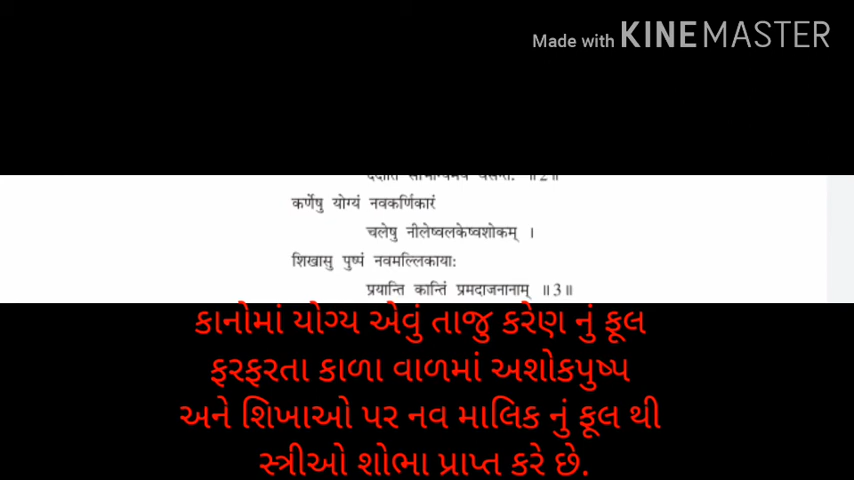 Made with KINEMASTER
कर्णेषु योग्यं नवकर्णिकारं
चलेषु नीलेष्वलकेष्वशोकम् ।
शिखासु पुष्पं नवमल्लिकायाः
प्रयान्ति कान्तिं प्रमदाजनानाम् ॥3॥
કાનોમાં યોગ્ય એવું તાજુ કરેણ નું ફૂલ
ફરફરતા કાળા વાળમાં અશોકપુષ્પ
અને શિખાઓ પર નવ માલિક નું ફૂલ થી
સ્ત્રીઓ શોભા પ્રાપ્ત કરે છે.